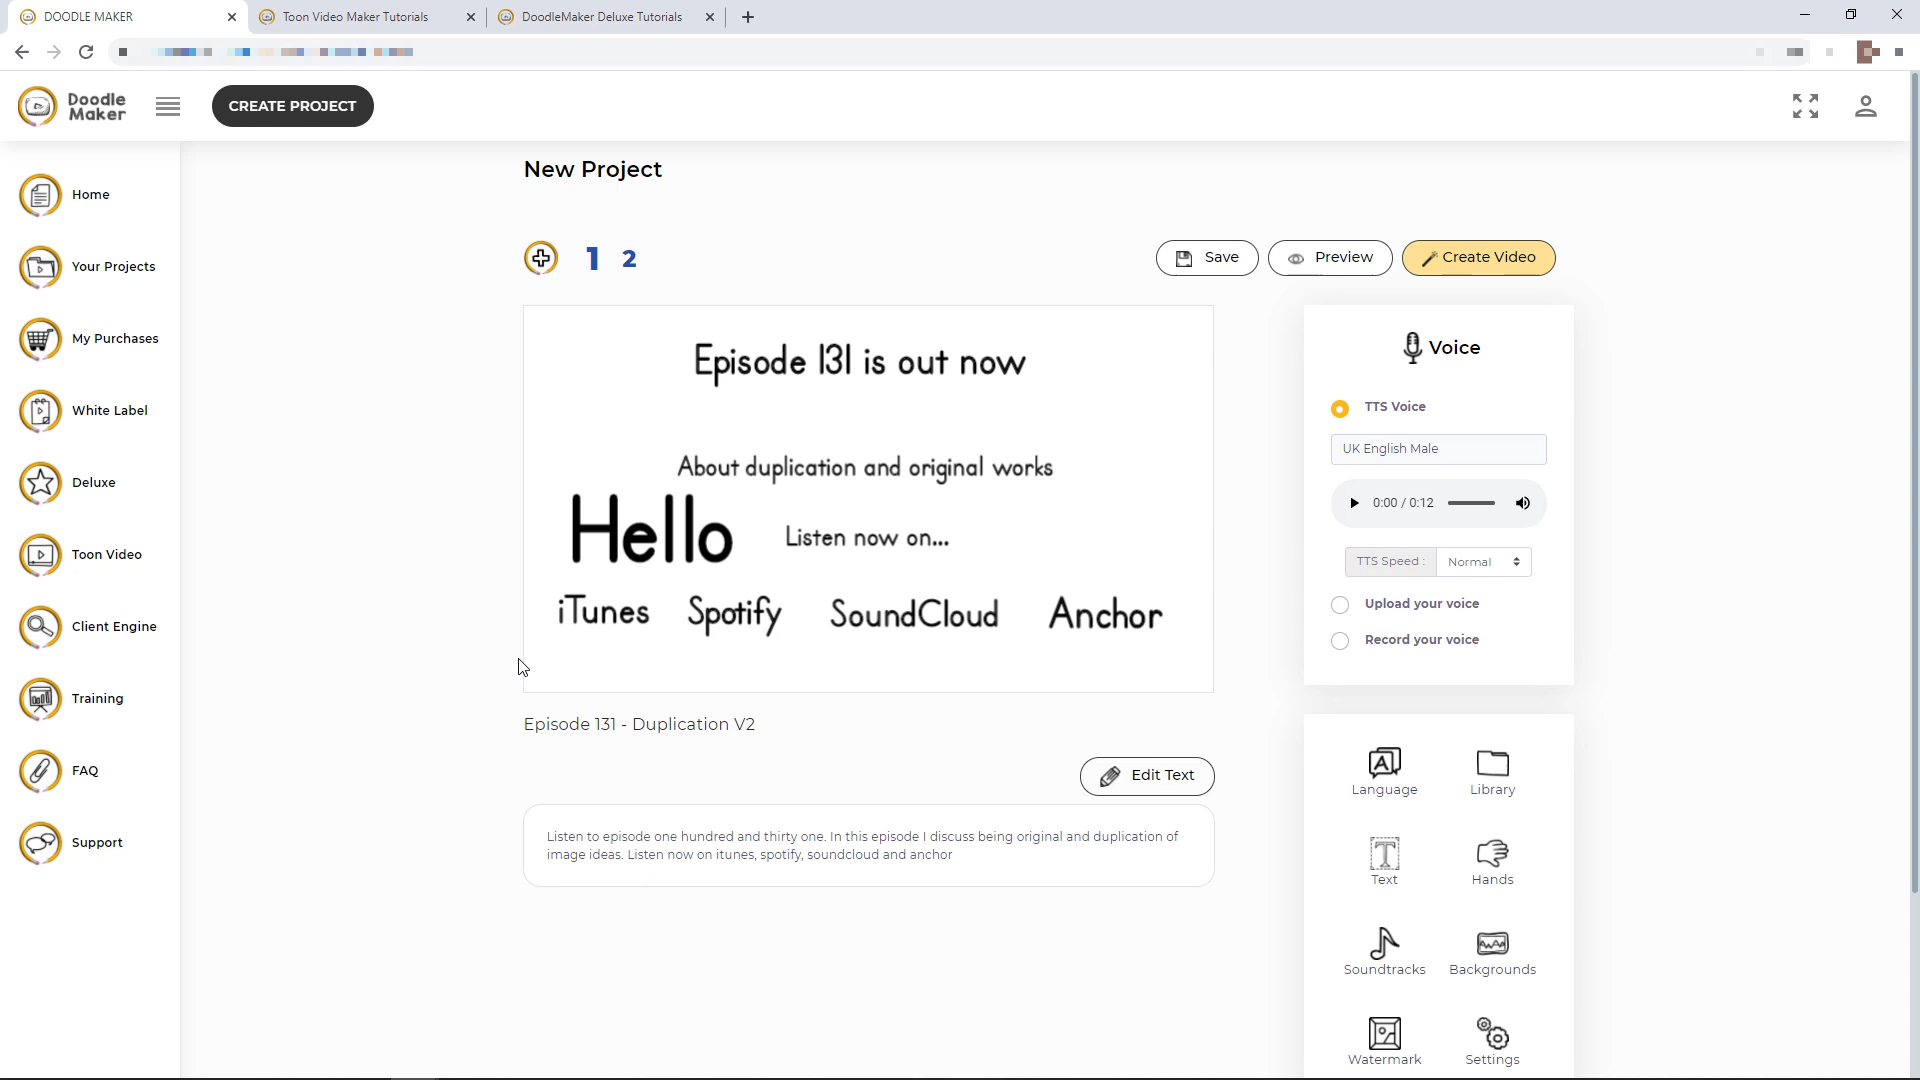 DOODLE MAKER
Toon Video Maker Tutorials
DoodleMaker Deluxe Tutorials
Doodle
Maker
CREATE PROJECT
Home
Your Projects
My Purchases
White Label
Deluxe
Toon Video
Client Engine
Training
FAQ
Support
New Project
1 2
Save
Preview
Create Video
Episode 131 is out now
About duplication and original works
Hello
Listen now on...
iTunes Spotify SoundCloud Anchor
Episode 131 - Duplication V2
Edit Text
Listen to episode one hundred and thirty one. In this episode I discuss being original and duplication of
image ideas. Listen now on itunes, spotify, soundcloud and anchor
Voice
TTS Voice
UK English Male
0:00 / 0:12
TTS Speed : Normal
Upload your voice
Record your voice
Language Library
Text Hands
Soundtracks Backgrounds
Watermark Settings